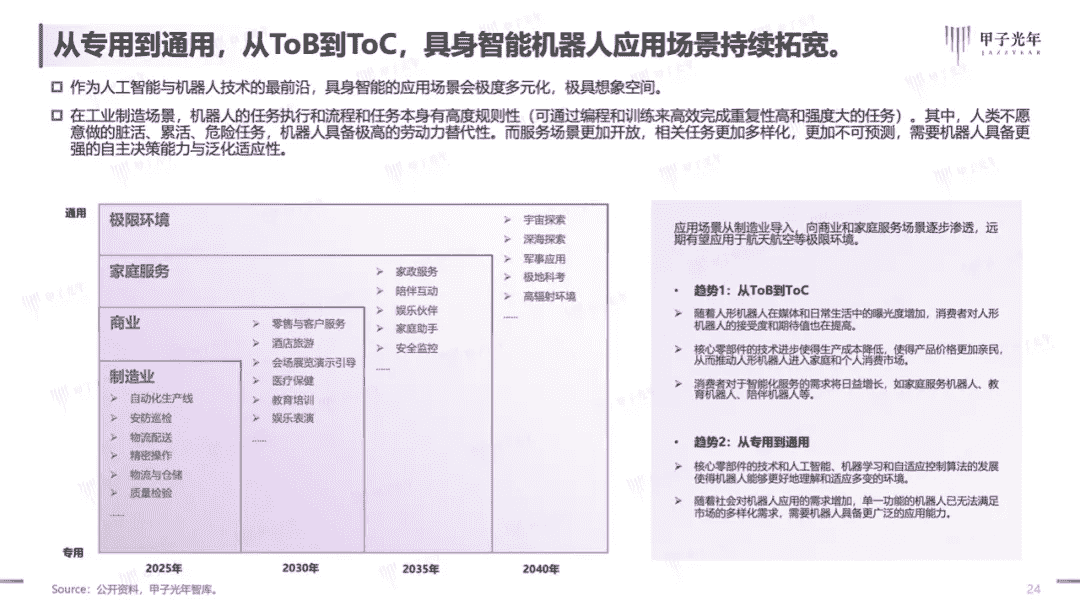 从专用到通用，从ToB到ToC，具身智能机器人应用场景持续拓宽。
甲子光年
JAZZYEAR
作为人工智能与机器人技术的最前沿，具身智能的应用场景会极度多元化，极具想象空间。
在工业制造场景，机器人的任务执行和流程和任务本身有高度规则性（可通过编程和训练来高效完成重复性高和强度大的任务）。其中，人类不愿
意做的脏活、累活、危险任务，机器人具备极高的劳动力替代性。而服务场景更加开放，相关任务更加多样化，更加不可预测，需要机器人具备更
强的自主决策能力与泛化适应性。
通用
极限环境
宇宙探索
深海探索
军事应用
极地科考
高辐射环境
......
家庭服务
家政服务
陪伴互动
娱乐伙伴
家庭助手
安全监控
......
商业
零售与客户服务
酒店旅游
会场展览演示引导
医疗保健
教育培训
娱乐表演
......
制造业
自动化生产线
安防巡检
物流配送
精密操作
物流与仓储
质量检验
......
专用
2025年
2030年
2035年
2040年
应用场景从制造业导入，向商业和家庭服务场景逐步渗透，远
期有望应用于航天航空等极限环境。
趋势1：从ToB到ToC
随着人形机器人在媒体和日常生活中的曝光度增加，消费者对人形
机器人的接受度和期待值也在提高。
核心零部件的技术进步使得生产成本降低，使得产品价格更加亲民，
从而推动人形机器人进入家庭和个人消费市场。
消费者对于智能化服务的需求将日益增长，如家庭服务机器人、教
育机器人、陪伴机器人等。
趋势2：从专用到通用
核心零部件的技术和人工智能、机器学习和自适应控制算法的发展
使得机器人能够更好地理解和适应多变的环境。
随着社会对机器人应用的需求增加，单一功能的机器人已无法满足
市场的多样化需求，需要机器人具备更广泛的应用能力。
Source：公开资料，甲子光年智库。
24